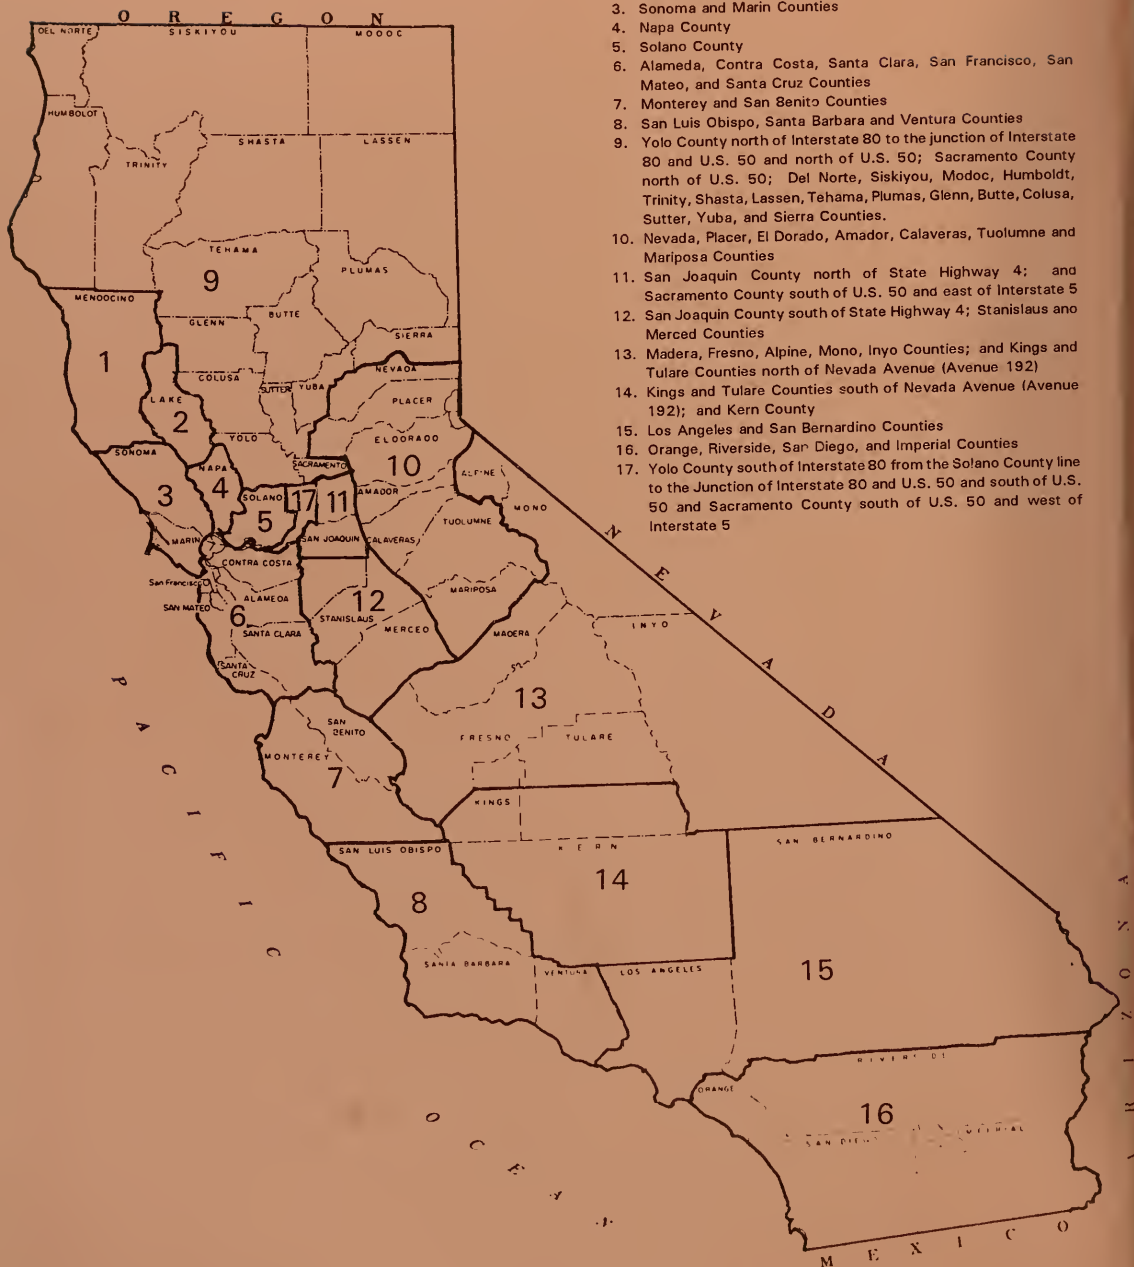 O R E G O N
3. Sonoma and Marin Counties
4. Napa County
5. Solano County
6. Alameda, Contra Costa, Santa Clara, San Francisco, San
Mateo, and Santa Cruz Counties
7. Monterey and San Benito Counties
8. San Luis Obispo, Santa Barbara and Ventura Counties
9. Yolo County north of Interstate 80 to the junction of Interstate
80 and U.S. 50 and north of U.S. 50; Sacramento County
north of U.S. 50; Del Norte, Siskiyou, Modoc, Humboldt,
Trinity, Shasta, Lassen, Tehama, Plumas, Glenn, Butte, Colusa,
Sutter, Yuba, and Sierra Counties.
10. Nevada, Placer, El Dorado, Amador, Calaveras, Tuolumne and
Mariposa Counties
11. San Joaquin County north of State Highway 4; and
Sacramento County south of U.S. 50 and east of Interstate 5
12. San Joaquin County south of State Highway 4; Stanislaus and
Merced Counties
13. Madera, Fresno, Alpine, Mono, Inyo Counties; and Kings and
Tulare Counties north of Nevada Avenue (Avenue 192)
14. Kings and Tulare Counties south of Nevada Avenue (Avenue
192); and Kern County
15. Los Angeles and San Bernardino Counties
16. Orange, Riverside, San Diego, and Imperial Counties
17. Yolo County south of Interstate 80 from the Solano County line
to the Junction of Interstate 80 and U.S. 50 and south of U.S.
50 and Sacramento County south of U.S. 50 and west of
Interstate 5
DEL NORTE
SISKIYOU
MODOC
HUMBOLDT
TRINITY
SHASTA
LASSEN
TEHAMA
9
PLUMAS
MENDOCINO
GLENN
BUTTE
SIERRA
1
COLUSA
SUTTER
YUBA
NEVADA
LAKE
2
PLACER
YOLO
ELDORADO
SONOMA
NAPA
SACRAMENTO
10
ALPINE
3
4
SOLANO
5
17
11
AMADOR
MONO
TUOLUMNE
MARIN
SAN JOAQUIN
CALAVERAS
CONTRA COSTA
San Francisco
ALAMEDA
SAN MATEO
6
12
MARIPOSA
STANISLAUS
SANTA CLARA
MERCED
MADERA
INYO
SANTA
CRUZ
13
SAN
BENITO
FRESNO
TULARE
MONTEREY
7
KINGS
SAN LUIS OBISPO
KERN
SAN BERNARDINO
14
8
SANTA BARBARA
VENTURA
LOS ANGELES
15
ORANGE
16
SAN DIEGO
IMPERIAL
N E V A D A
P A C I F I C
O C E A N
M E X I C O